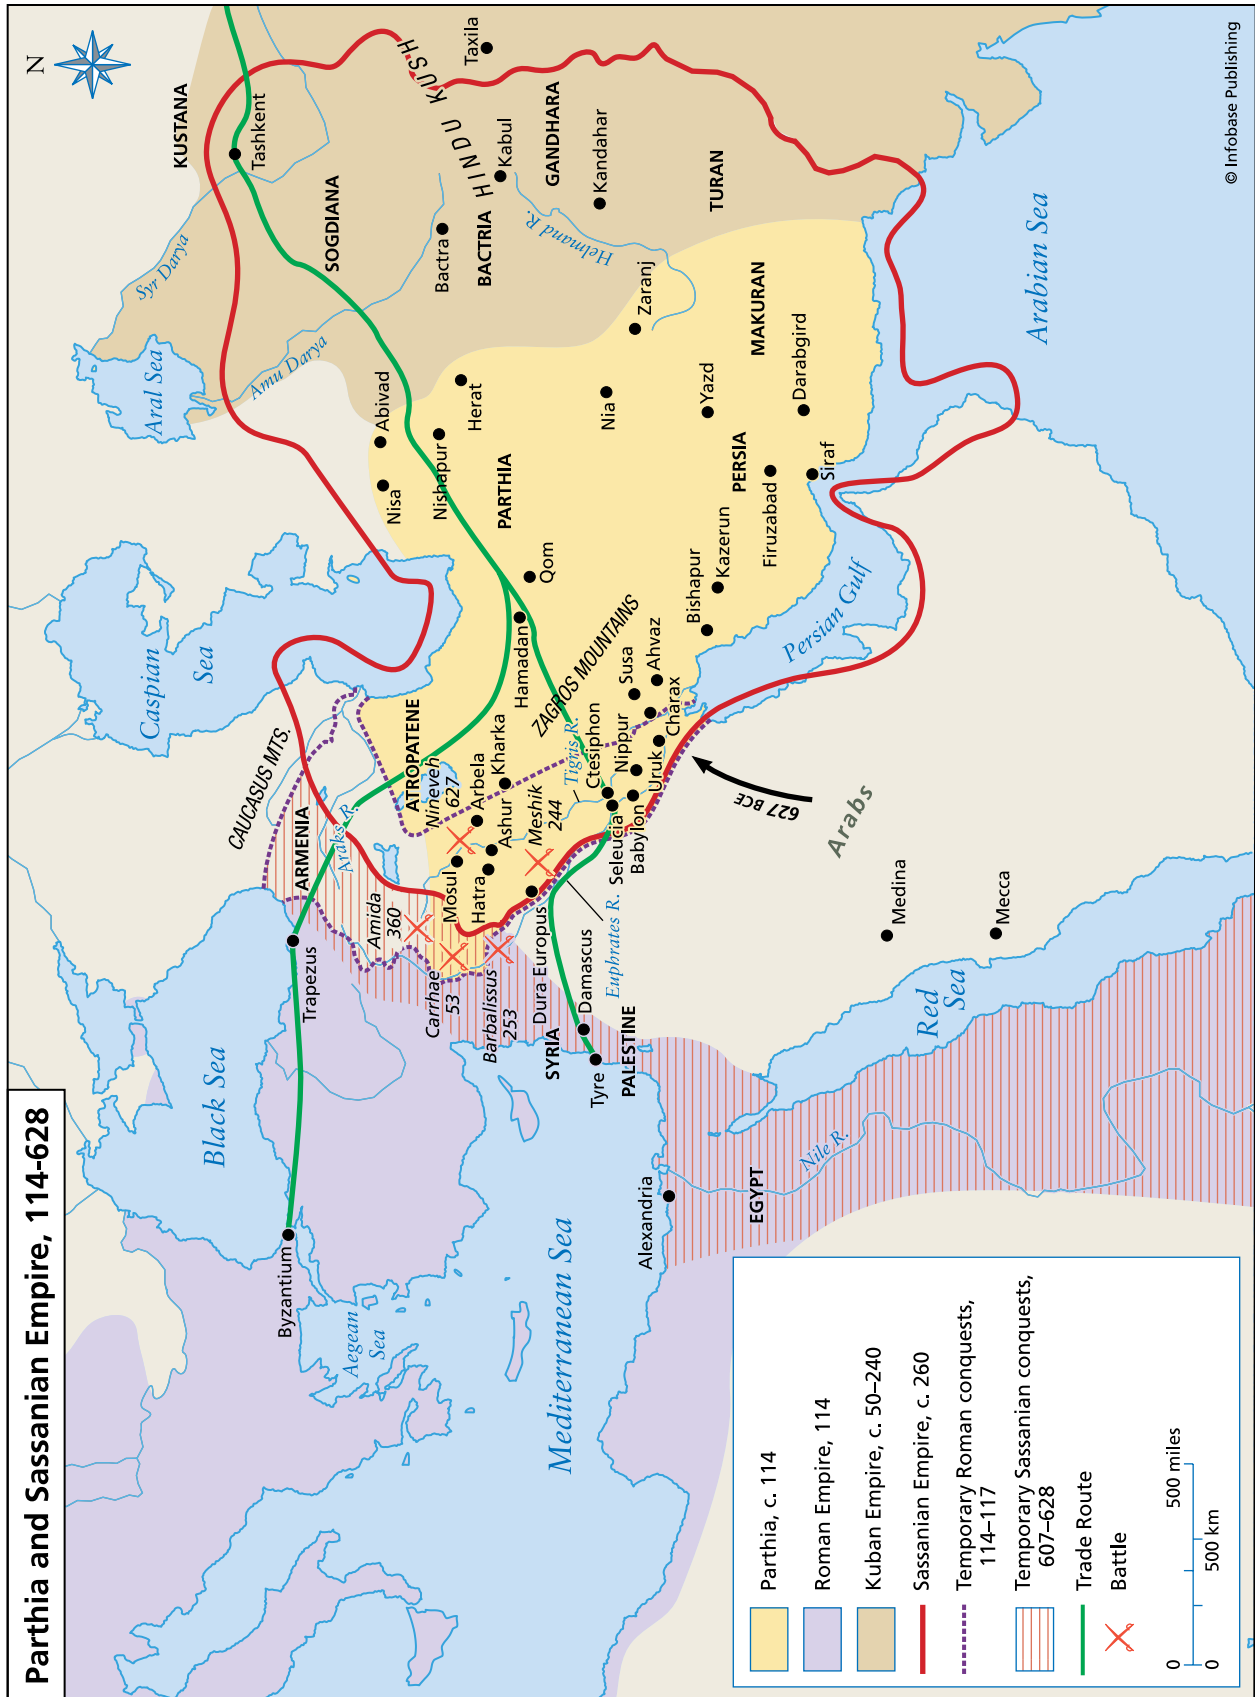 Parthia and Sassanian Empire, 114-628
N
© Infobase Publishing
KUSTANA
Tashkent
Syr Darya
SOGDIANA
Aral Sea
Amu Darya
HINDU KUSH
Taxila
Kabul
GANDHARA
Kandahar
Bactra
BACTRIA
Helmand R.
TURAN
Zaranj
MAKURAN
Arabian Sea
Abivad
Nisa
Herat
Nishapur
Nia
Yazd
Darabgird
PARTHIA
PERSIA
Siraf
Firuzabad
Kazerun
Bishapur
Persian Gulf
Qom
Hamadan
ZAGROS MOUNTAINS
Susa
Ahvaz
Charax
Caspian
Sea
CAUCASUS MTS.
ATROPATENE
Nineveh
627
Arbela
Kharka
Ashur
Meshik
244
Tigris R.
Ctesiphon
Nippur
Uruk
Seleucia
Babylon
627 BCE
Arabs
ARMENIA
Araks R.
Amida
360
Mosul
Hatra
Carrhae
53
Barbalissus
253
Dura Europus
Euphrates R.
Damascus
SYRIA
Tyre
PALESTINE
Trapezus
Black Sea
Byzantium
Aegean
Sea
Mediterranean Sea
Alexandria
EGYPT
Nile R.
Red
Sea
Medina
Mecca
Parthia, c. 114
Roman Empire, 114
Kuban Empire, c. 50–240
Sassanian Empire, c. 260
Temporary Roman conquests,
114–117
Temporary Sassanian conquests,
607–628
Trade Route
Battle
0
500 miles
0
500 km